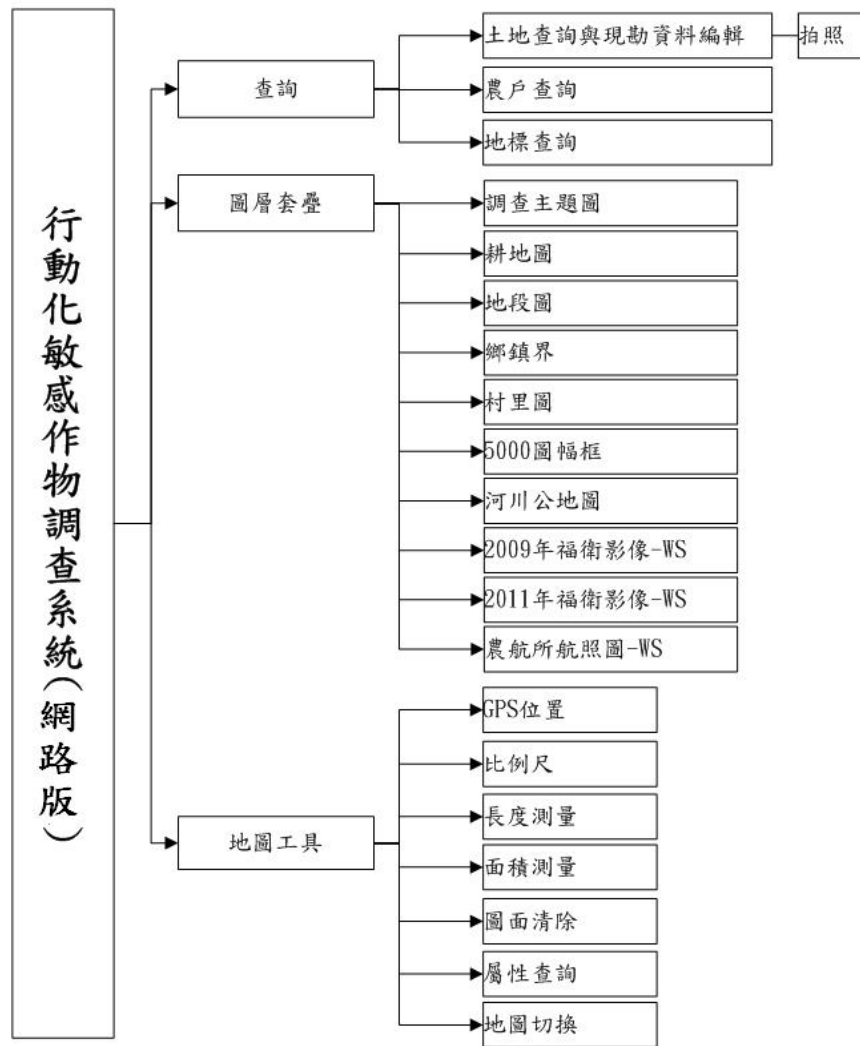 行動化敏感作物調查系統(網路版)
查詢
土地查詢與現勘資料編輯
拍照
農戶查詢
地標查詢
圖層套疊
調查主題圖
耕地圖
地段圖
鄉鎮界
村里圖
5000圖幅框
河川公地圖
2009年福衛影像-WS
2011年福衛影像-WS
農航所航照圖-WS
地圖工具
GPS位置
比例尺
長度測量
面積測量
圖面清除
屬性查詢
地圖切換